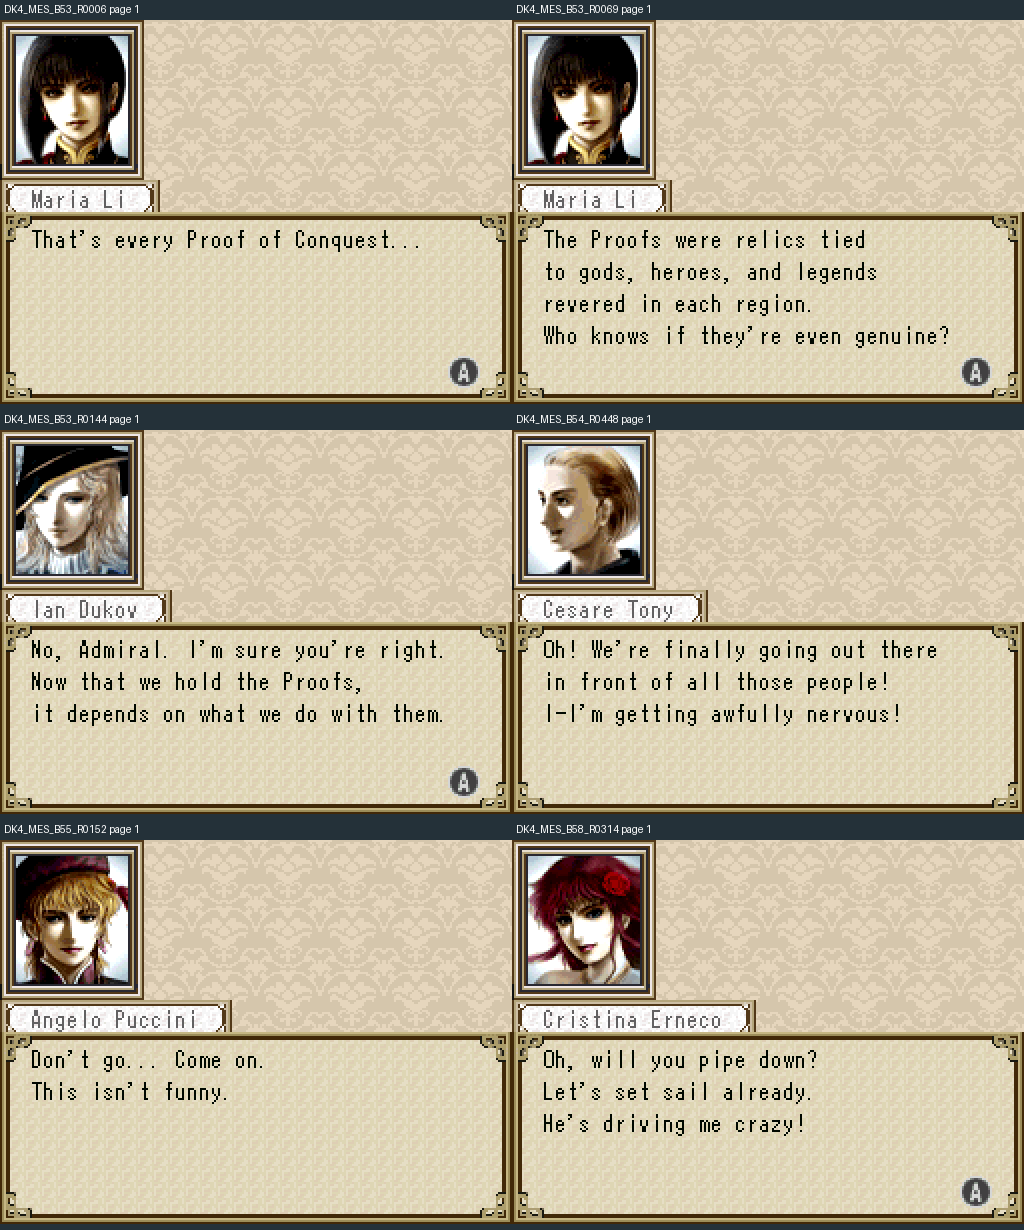 DK4_MES_B53_R0006 page 1
Maria Li
That's every Proof of Conquest...
A
DK4_MES_B53_R0069 page 1
Maria Li
The Proofs were relics tied
to gods, heroes, and legends
revered in each region.
Who knows if they're even genuine?
A
DK4_MES_B53_R0144 page 1
Ian Dukov
No, Admiral. I'm sure you're right.
Now that we hold the Proofs,
it depends on what we do with them.
A
DK4_MES_B54_R0448 page 1
Cesare Tony
Oh! We're finally going out there
in front of all those people!
I-I'm getting awfully nervous!
DK4_MES_B55_R0152 page 1
Angelo Puccini
Don't go... Come on.
This isn't funny.
DK4_MES_B58_R0314 page 1
Cristina Erneco
Oh, will you pipe down?
Let's set sail already.
He's driving me crazy!
A